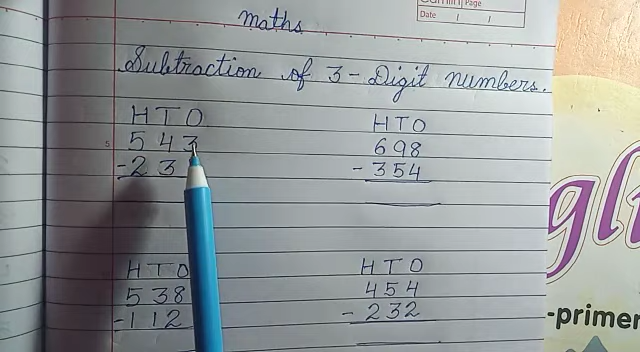 Page
Date / /
maths
Subtraction of 3-Digit numbers.
H T O
5 4 3
- 2 3
H T O
6 9 8
- 3 5 4
H T O
5 3 8
- 1 1 2
H T O
4 5 4
- 2 3 2
-primer